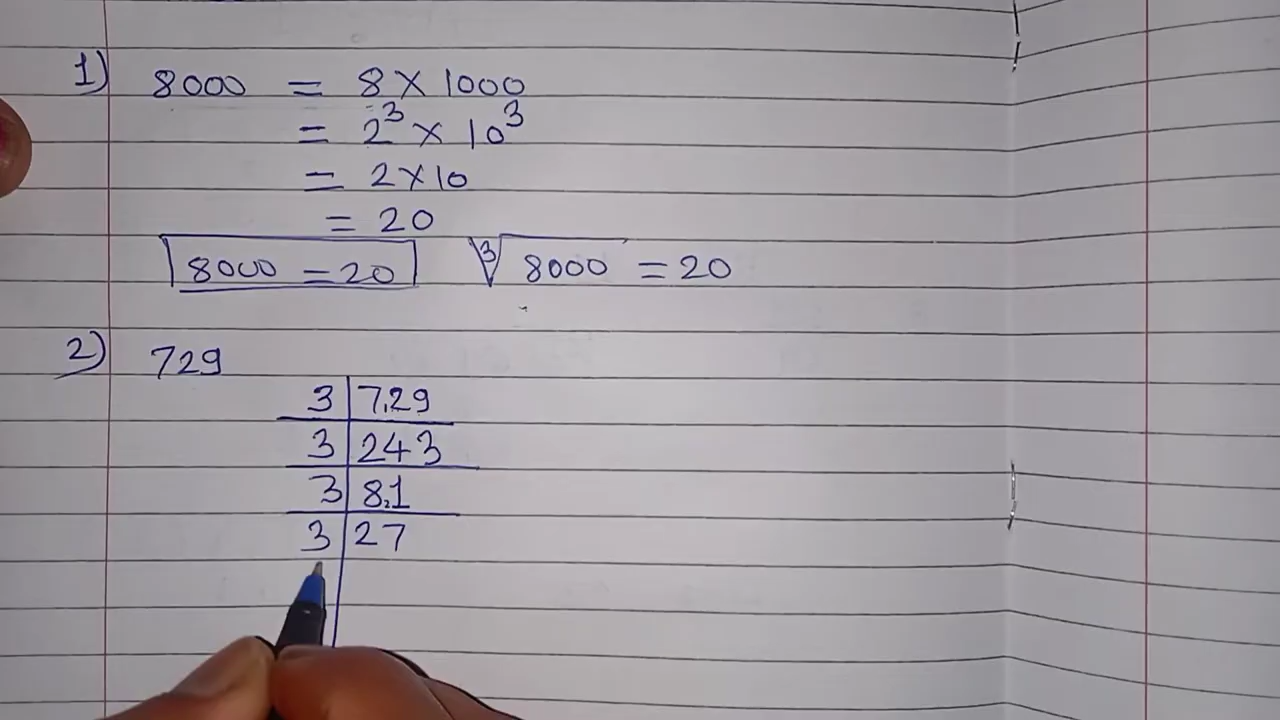 1) 8000 = 8 × 1000
= 2³ × 10³
= 2 × 10
= 20
8000 = 20 ∛8000 = 20
2) 729
3 | 729
3 | 243
3 | 81
3 | 27